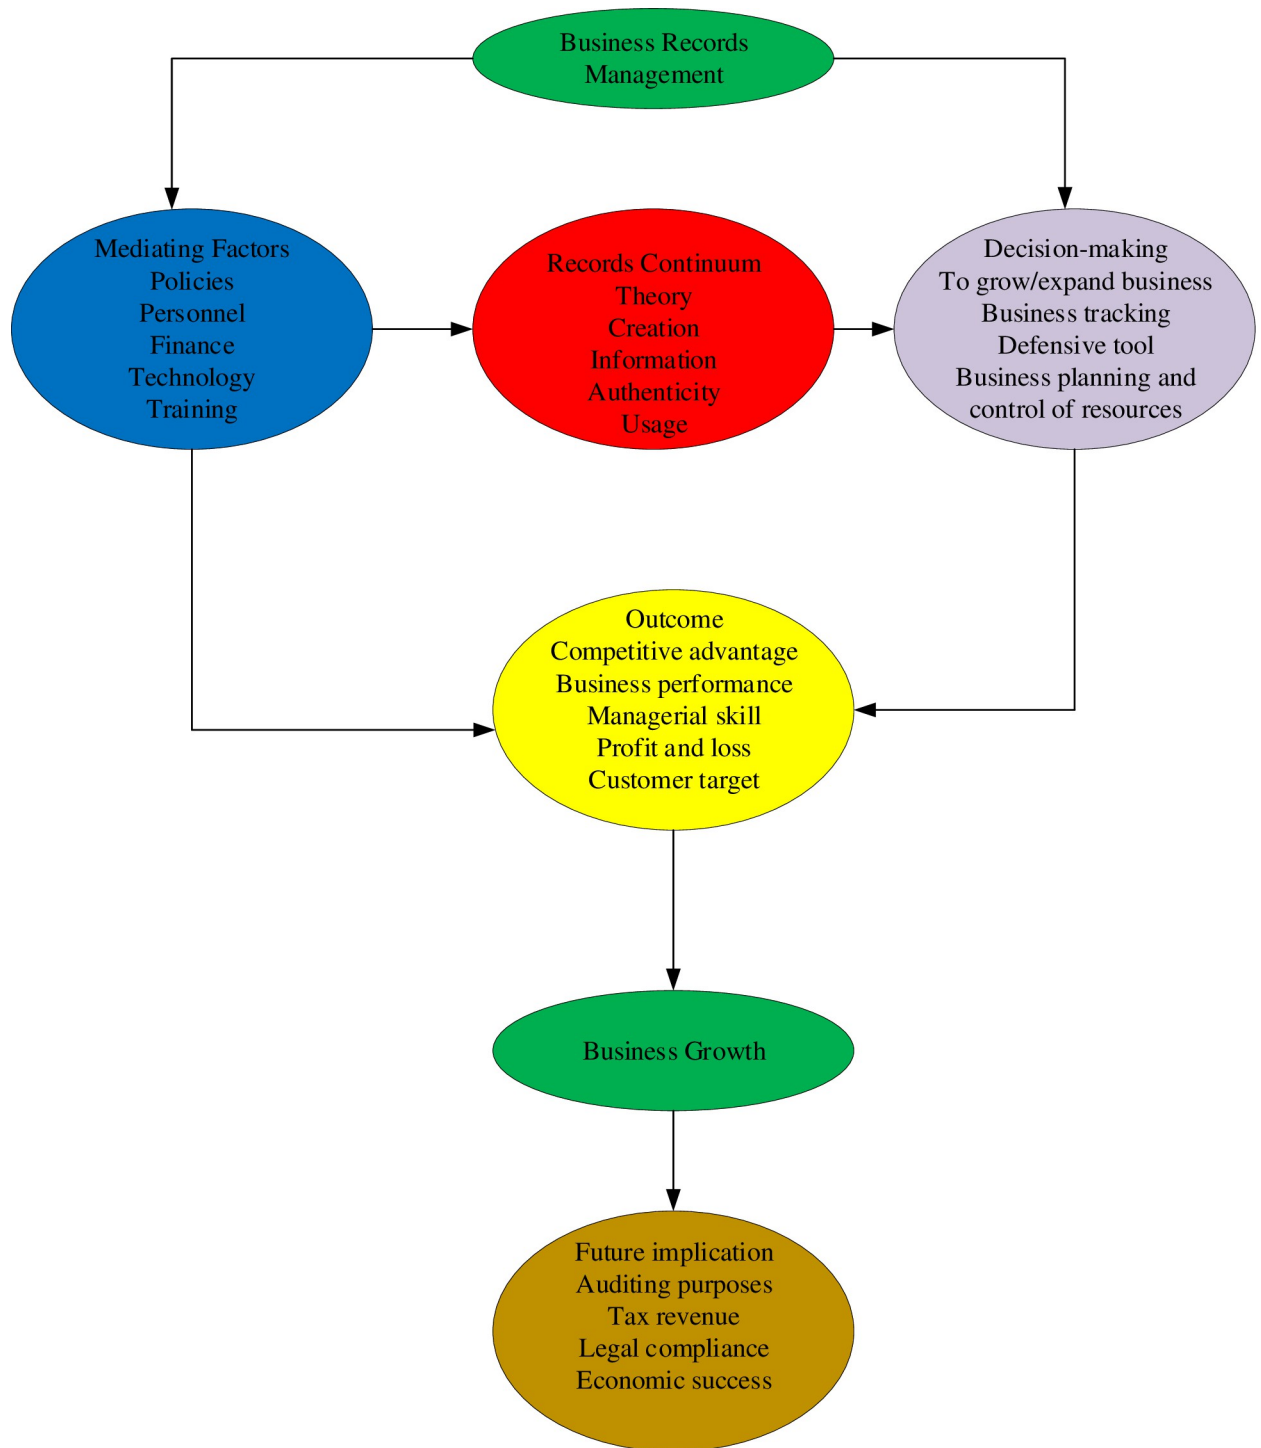 Business Records
Management
Mediating Factors
Policies
Personnel
Finance
Technology
Training
Records Continuum
Theory
Creation
Information
Authenticity
Usage
Decision-making
To grow/expand business
Business tracking
Defensive tool
Business planning and
control of resources
Outcome
Competitive advantage
Business performance
Managerial skill
Profit and loss
Customer target
Business Growth
Future implication
Auditing purposes
Tax revenue
Legal compliance
Economic success